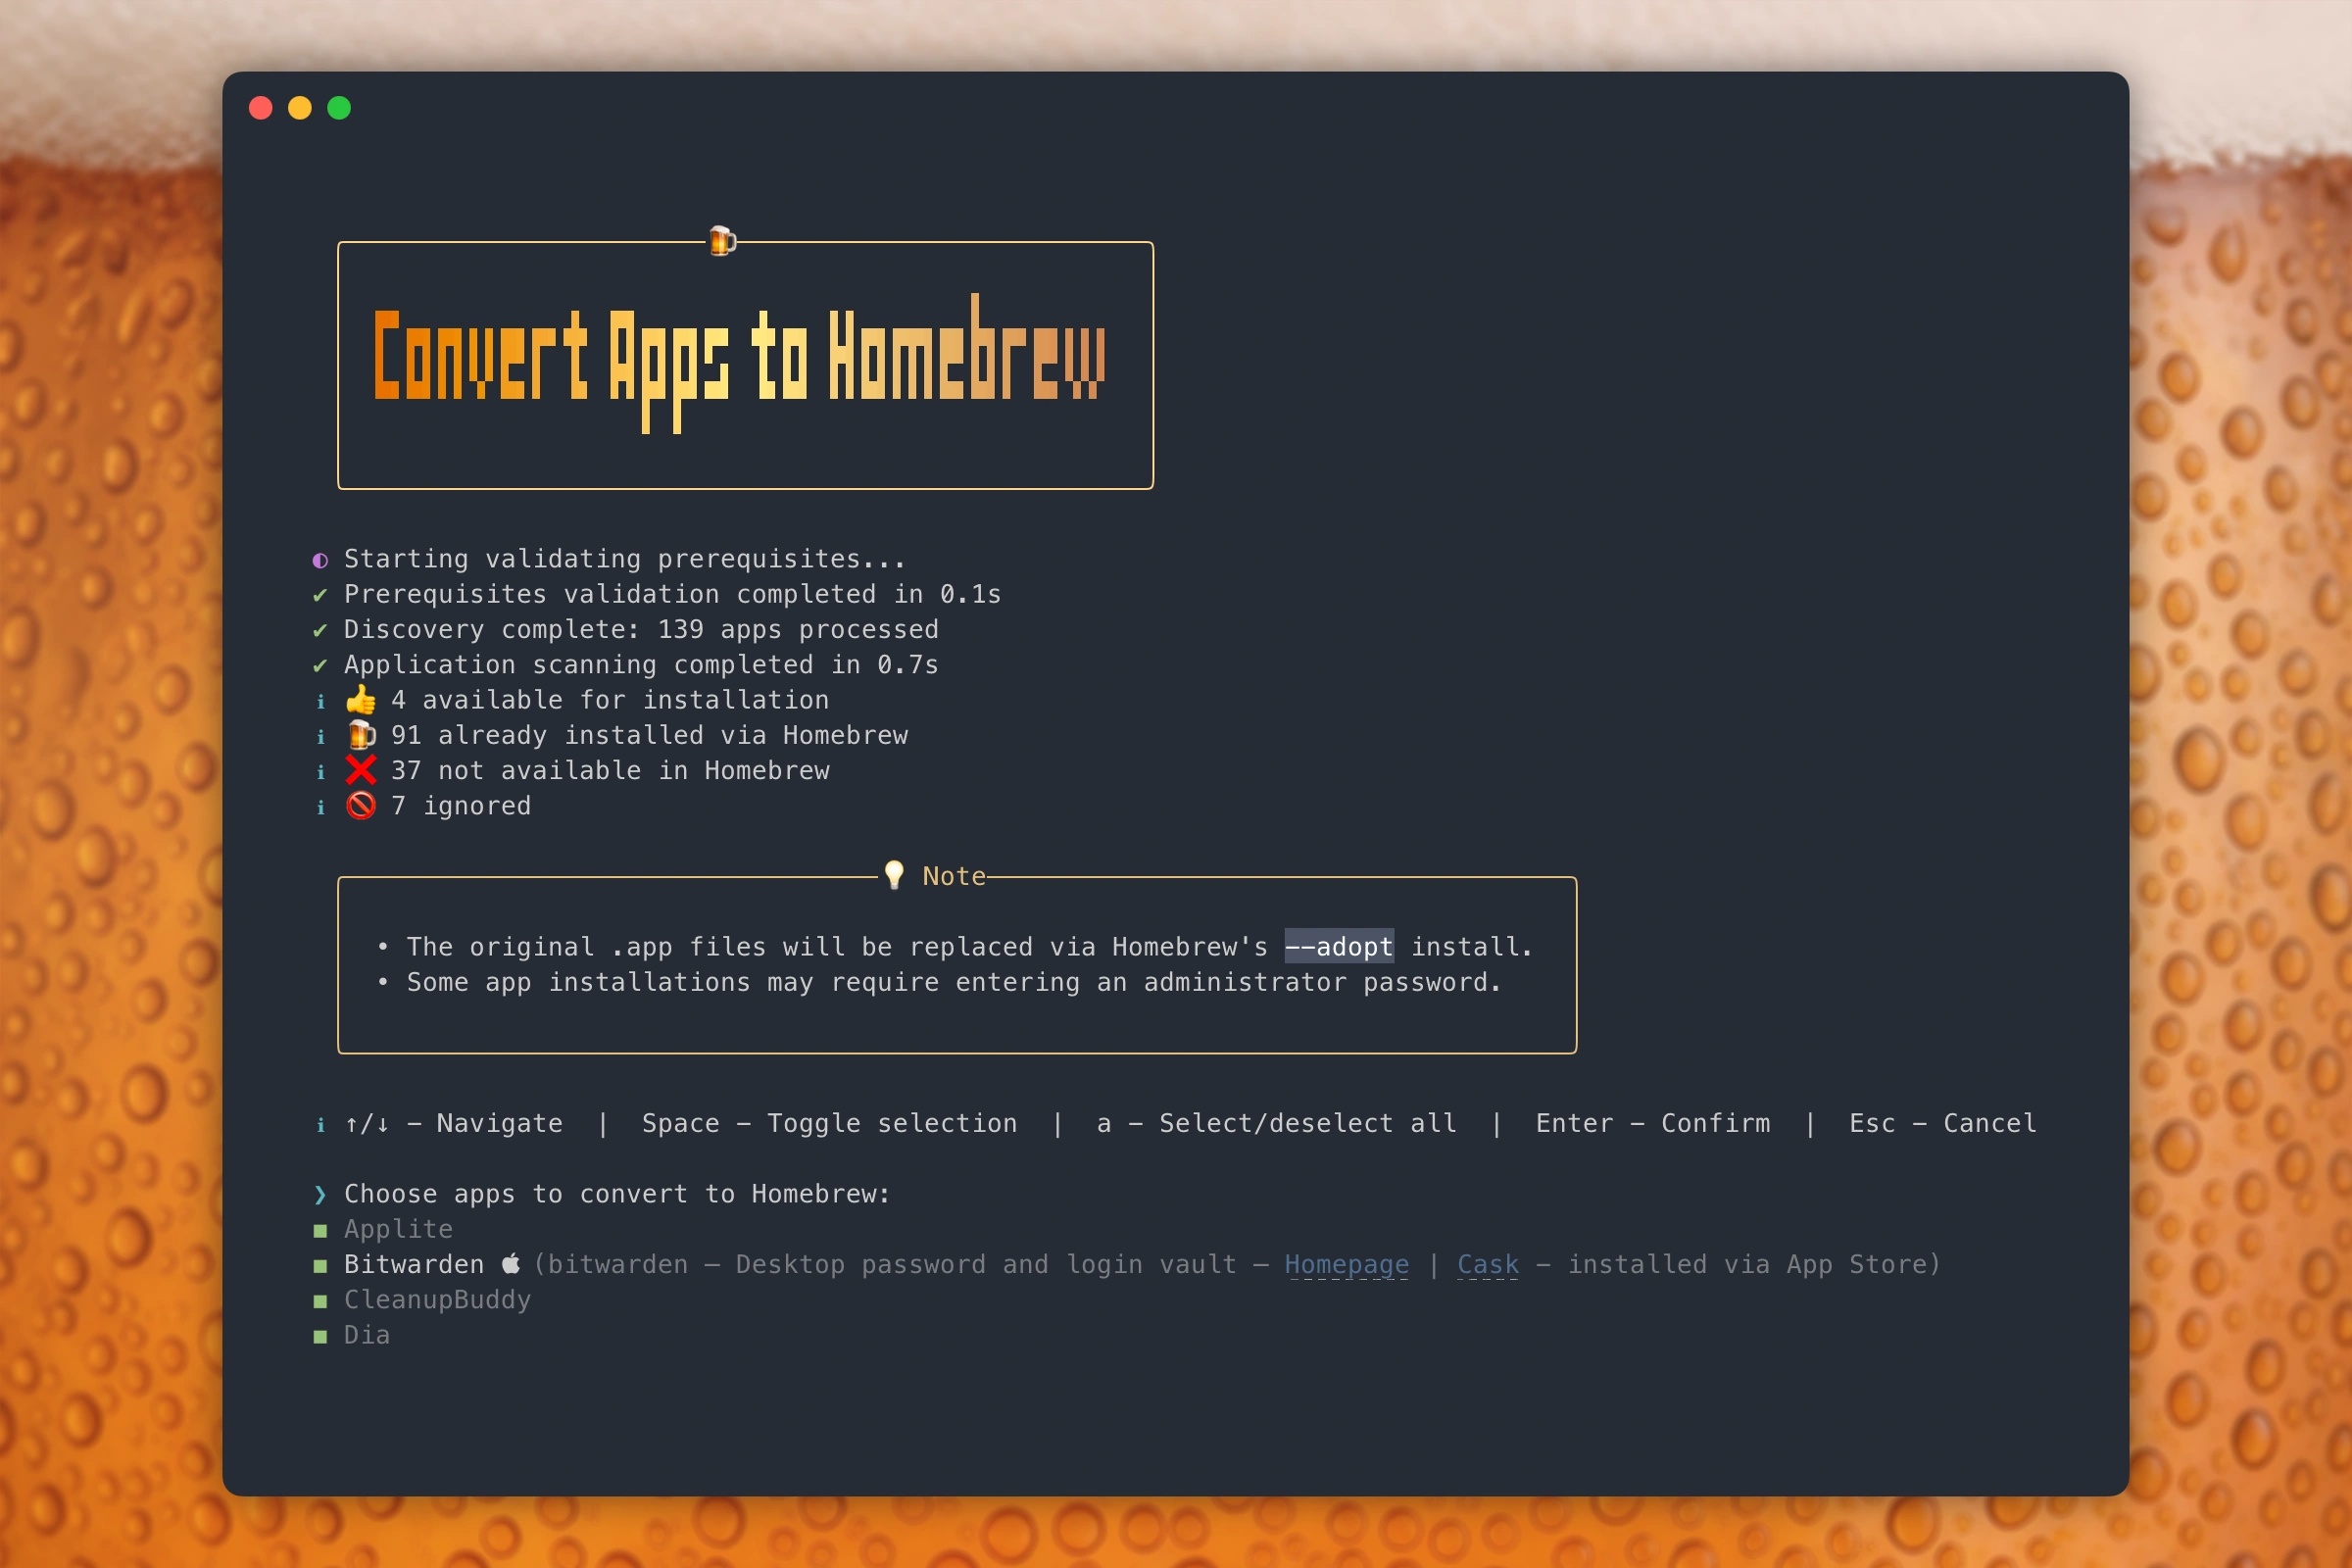 🍺
Convert Apps to Homebrew
◐ Starting validating prerequisites...
✔ Prerequisites validation completed in 0.1s
✔ Discovery complete: 139 apps processed
✔ Application scanning completed in 0.7s
ℹ 👍 4 available for installation
ℹ 🍺 91 already installed via Homebrew
ℹ ❌ 37 not available in Homebrew
ℹ 🚫 7 ignored
💡 Note
• The original .app files will be replaced via Homebrew's --adopt install.
• Some app installations may require entering an administrator password.
ℹ ↑/↓ – Navigate | Space – Toggle selection | a – Select/deselect all | Enter – Confirm | Esc – Cancel
❯ Choose apps to convert to Homebrew:
◼ Applite
◼ Bitwarden  (bitwarden – Desktop password and login vault – Homepage | Cask – installed via App Store)
◼ CleanupBuddy
◼ Dia